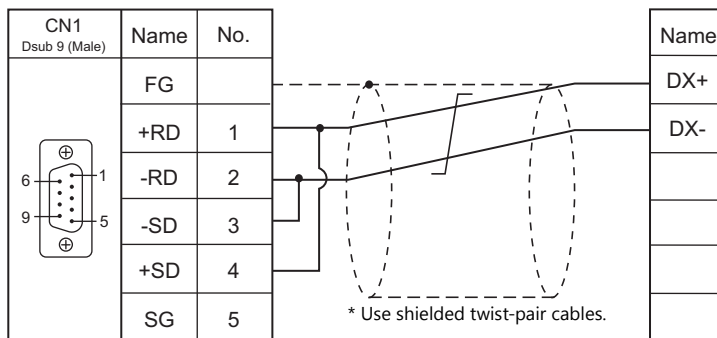 CN1
Dsub 9 (Male)
Name No.
FG
+RD 1
-RD 2
-SD 3
+SD 4
SG 5
6
1
9
5
Name
DX+
DX-
* Use shielded twist-pair cables.